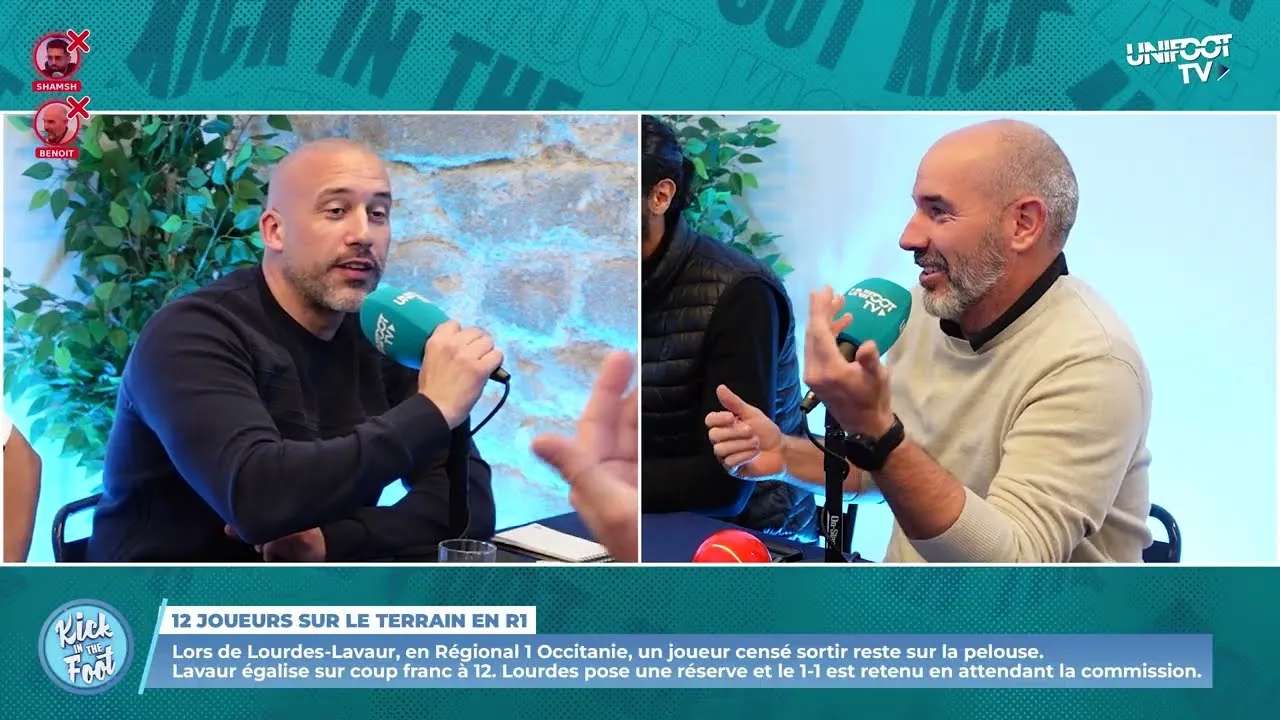 KICK IN THE
FOOT
KICK
UNIFOOT
TV
SHAMSH
BENOIT
UNIFOOT
TV
UNIFOOT
TV
Kick
IN THE
Foot
12 JOUEURS SUR LE TERRAIN EN R1
Lors de Lourdes-Lavaur, en Régional 1 Occitanie, un joueur censé sortir reste sur la pelouse.
Lavaur égalise sur coup franc à 12. Lourdes pose une réserve et le 1-1 est retenu en attendant la commission.